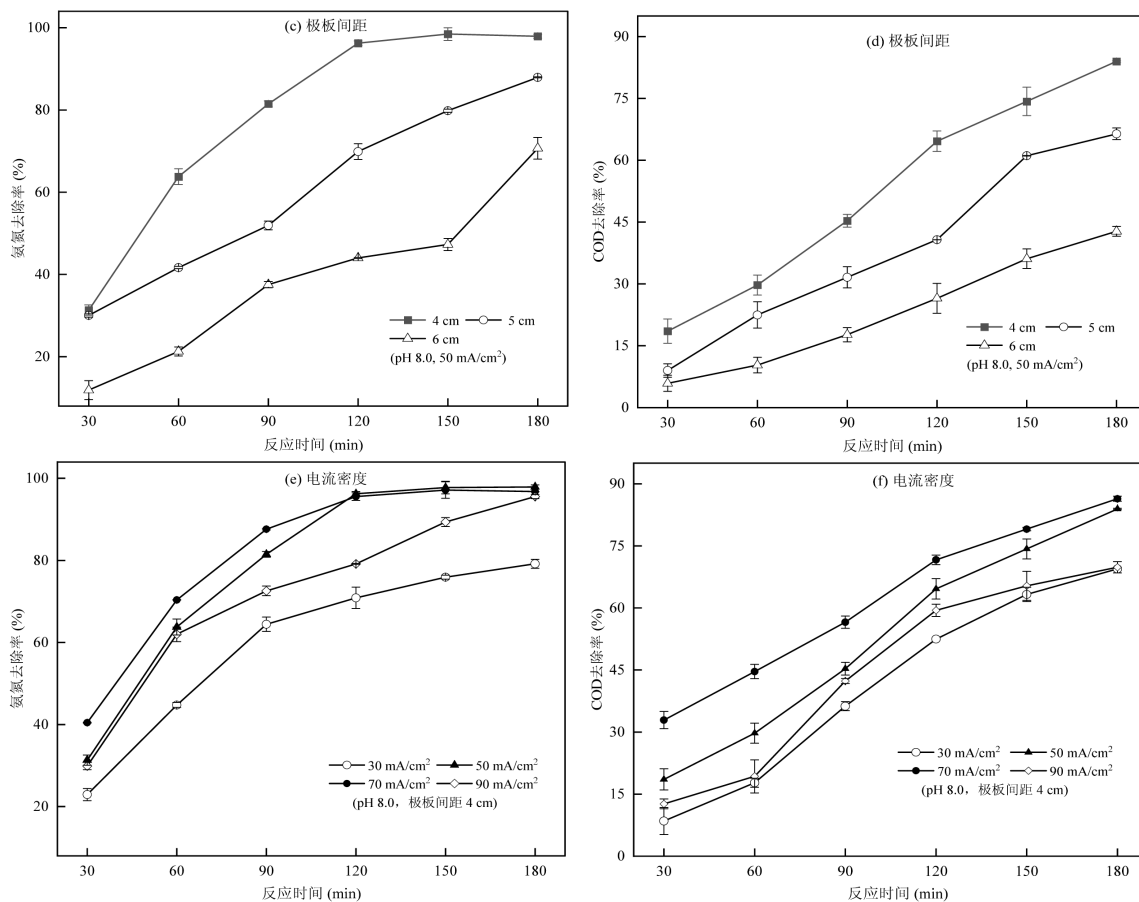 (c) 极板间距
100
80
60
40
20
氨氮去除率 (%)
4 cm
5 cm
6 cm
(pH 8.0, 50 mA/cm²)
30 60 90 120 150 180
反应时间 (min)
(d) 极板间距
90
75
60
45
30
15
0
COD去除率 (%)
4 cm
5 cm
6 cm
(pH 8.0, 50 mA/cm²)
30 60 90 120 150 180
反应时间 (min)
(e) 电流密度
100
80
60
40
20
氨氮去除率 (%)
30 mA/cm² 50 mA/cm²
70 mA/cm² 90 mA/cm²
(pH 8.0，极板间距 4 cm)
30 60 90 120 150 180
反应时间 (min)
(f) 电流密度
90
75
60
45
30
15
0
COD去除率 (%)
30 mA/cm² 50 mA/cm²
70 mA/cm² 90 mA/cm²
(pH 8.0，极板间距 4 cm)
30 60 90 120 150 180
反应时间 (min)